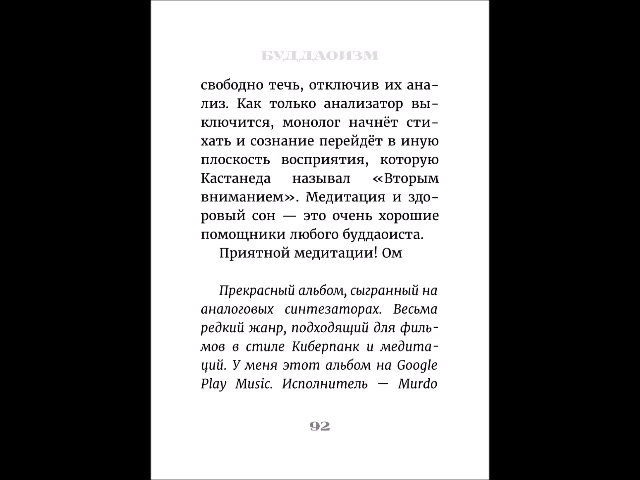 БУДДАОИЗМ
свободно течь, отключив их ана-
лиз. Как только анализатор вы-
ключится, монолог начнёт сти-
хать и сознание перейдёт в иную
плоскость восприятия, которую
Кастанеда называл «Вторым
вниманием». Медитация и здо-
ровый сон — это очень хорошие
помощники любого буддаоиста.
Приятной медитации! Ом
Прекрасный альбом, сыгранный на
аналоговых синтезаторах. Весьма
редкий жанр, подходящий для филь-
мов в стиле Киберпанк и медита-
ций. У меня этот альбом на Google
Play Music. Исполнитель — Murdo
92